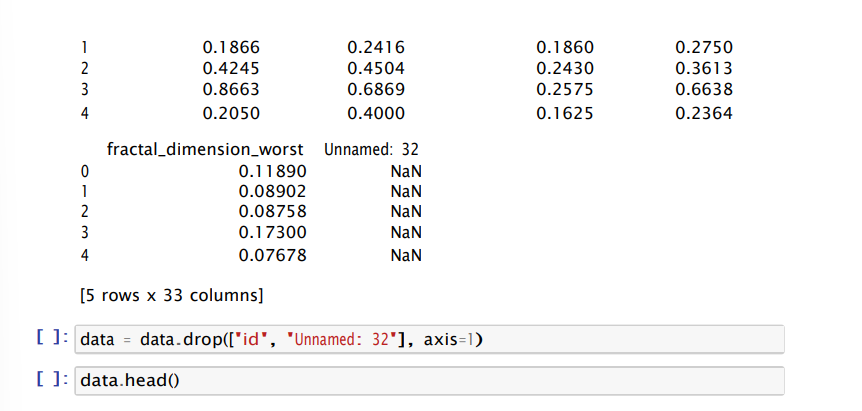 1 0.1866 0.2416 0.1860 0.2750
2 0.4245 0.4504 0.2430 0.3613
3 0.8663 0.6869 0.2575 0.6638
4 0.2050 0.4000 0.1625 0.2364
fractal_dimension_worst Unnamed: 32
0 0.11890 NaN
1 0.08902 NaN
2 0.08758 NaN
3 0.17300 NaN
4 0.07678 NaN
[5 rows x 33 columns]
[ ]: data = data.drop(["id", "Unnamed: 32"], axis=1)
[ ]: data.head()